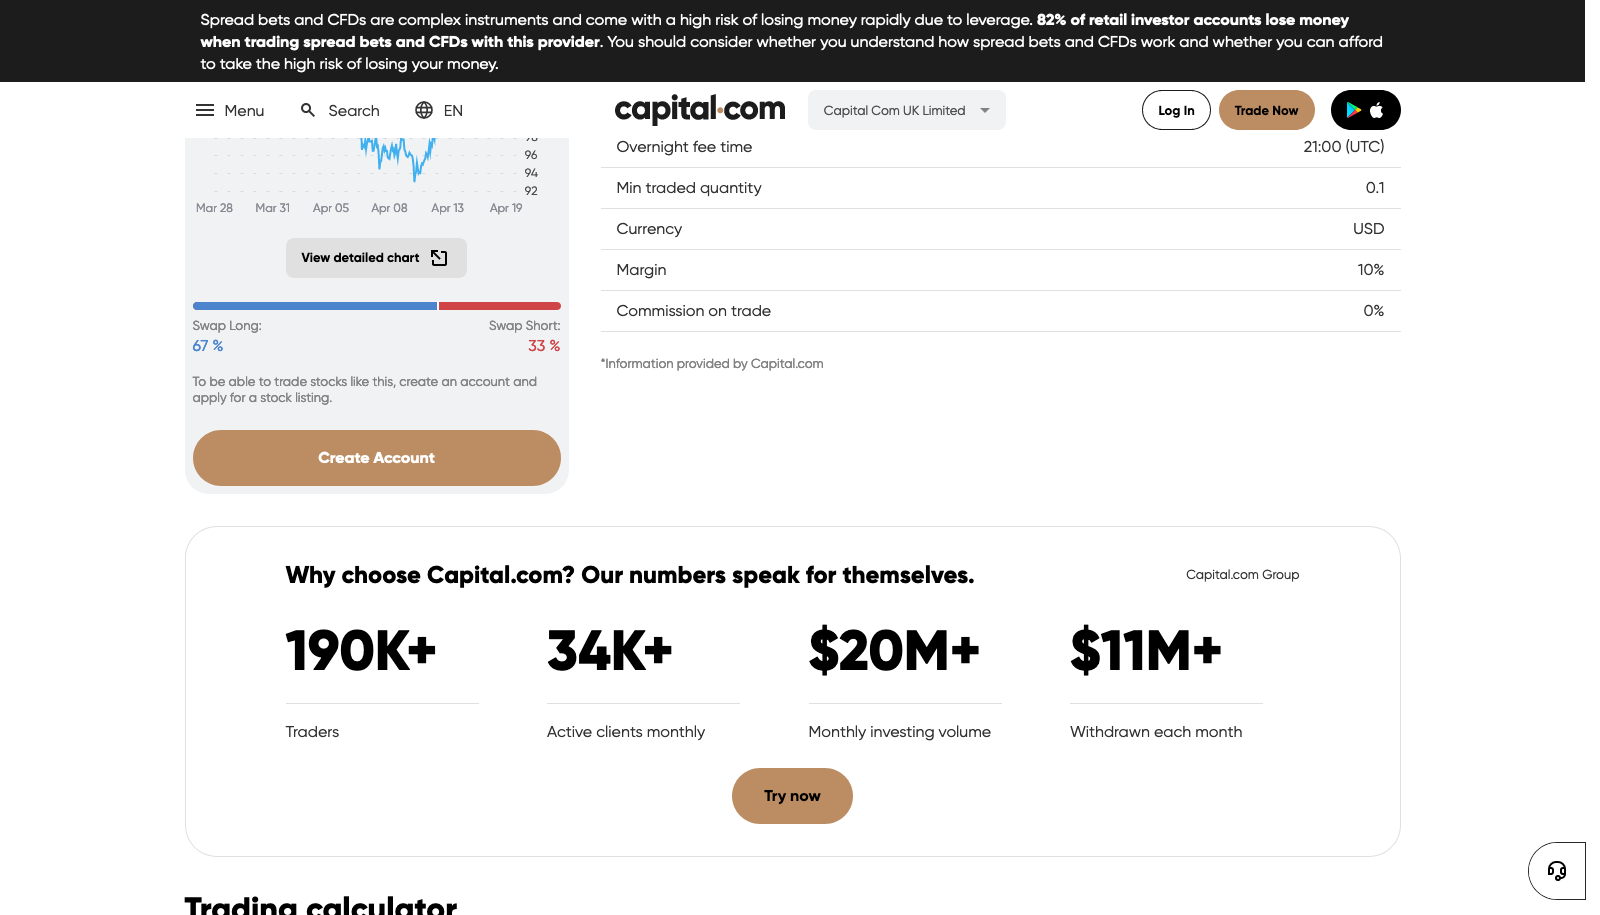 Spread bets and CFDs are complex instruments and come with a high risk of losing money rapidly due to leverage. 82% of retail investor accounts lose money
when trading spread bets and CFDs with this provider. You should consider whether you understand how spread bets and CFDs work and whether you can afford
to take the high risk of losing your money.
Menu
Search
EN
capital.com
Capital Com UK Limited
Log In
Trade Now
98
96
94
92
Mar 28
Mar 31
Apr 05
Apr 08
Apr 13
Apr 19
View detailed chart
Swap Long:
Swap Short:
67 %
33 %
To be able to trade stocks like this, create an account and
apply for a stock listing.
Create Account
Overnight fee time
21:00 (UTC)
Min traded quantity
0.1
Currency
USD
Margin
10%
Commission on trade
0%
*Information provided by Capital.com
Why choose Capital.com? Our numbers speak for themselves.
Capital.com Group
190K+
34K+
$20M+
$11M+
Traders
Active clients monthly
Monthly investing volume
Withdrawn each month
Try now
Trading calculator